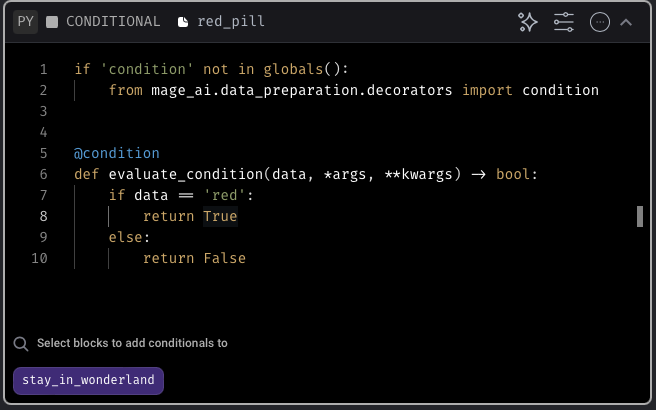 PY CONDITIONAL red_pill
1 if 'condition' not in globals():
2 from mage_ai.data_preparation.decorators import condition
3
4
5 @condition
6 def evaluate_condition(data, *args, **kwargs) -> bool:
7 if data == 'red':
8 return True
9 else:
10 return False
Select blocks to add conditionals to
stay_in_wonderland